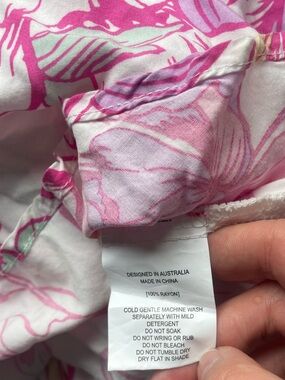 DESIGNED IN AUSTRALIA
MADE IN CHINA
[100% RAYON]
COLD GENTLE MACHINE WASH
SEPARATELY WITH MILD
DETERGENT
DO NOT SOAK
DO NOT WRING OR RUB
DO NOT BLEACH
DO NOT TUMBLE DRY
DRY FLAT IN SHADE